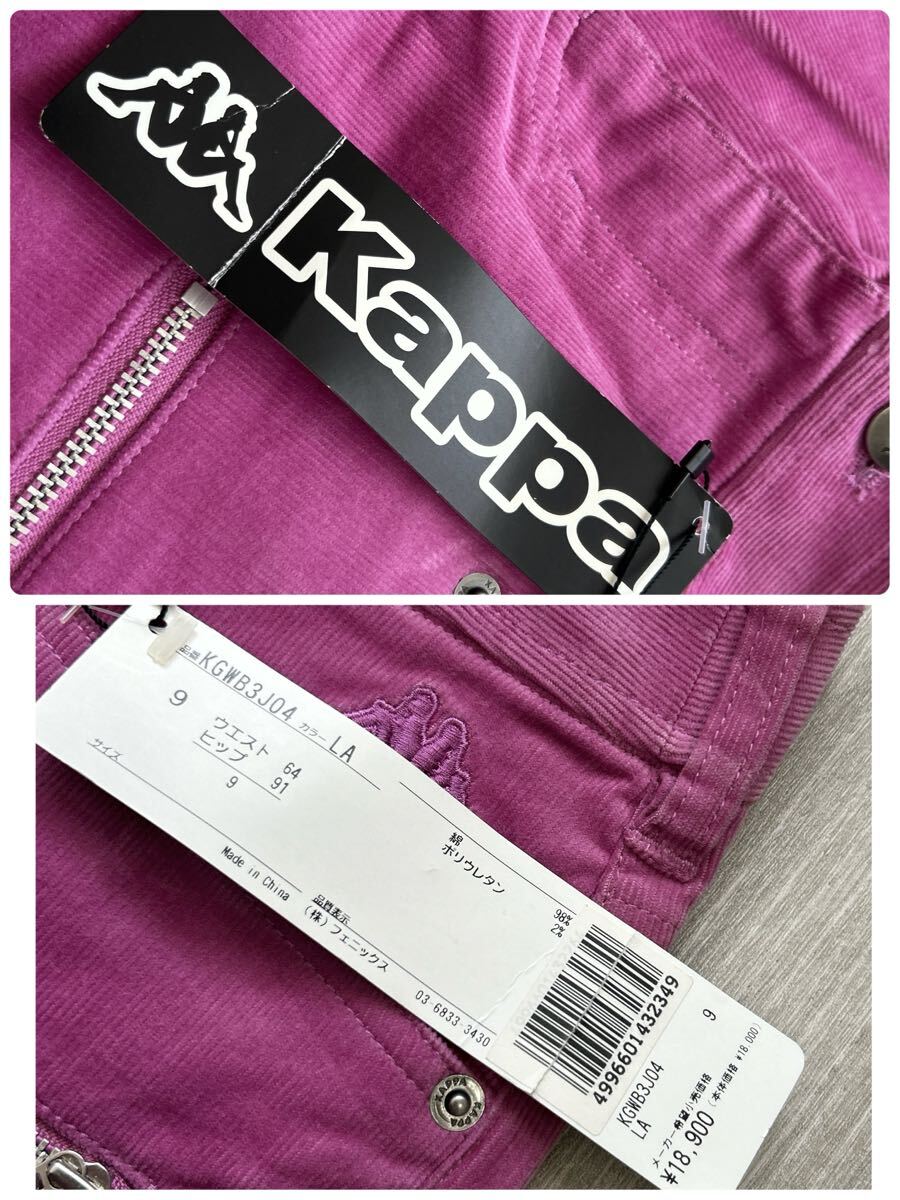 Kappa
品番 KGWB3J04 カラー LA
9
ウエスト 64
ヒップ 91
サイズ 9
綿 98%
ポリウレタン 2%
Made in China
品質表示
(株)フェニックス
03-6833-3430
4996601432349
KGWB3J04 9
LA
メーカー希望小売価格
¥18,900 (本体価格 ¥18,000)
KAPPA
KAPPA